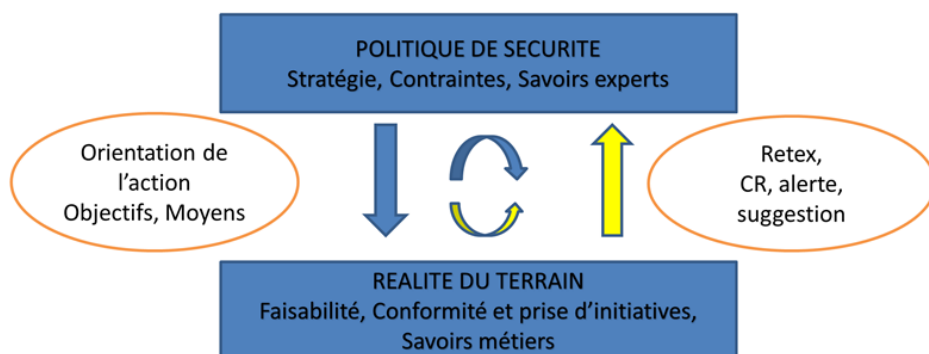 POLITIQUE DE SECURITE
Stratégie, Contraintes, Savoirs experts
Orientation de
l'action
Objectifs, Moyens
Retex,
CR, alerte,
suggestion
REALITE DU TERRAIN
Faisabilité, Conformité et prise d'initiatives,
Savoirs métiers